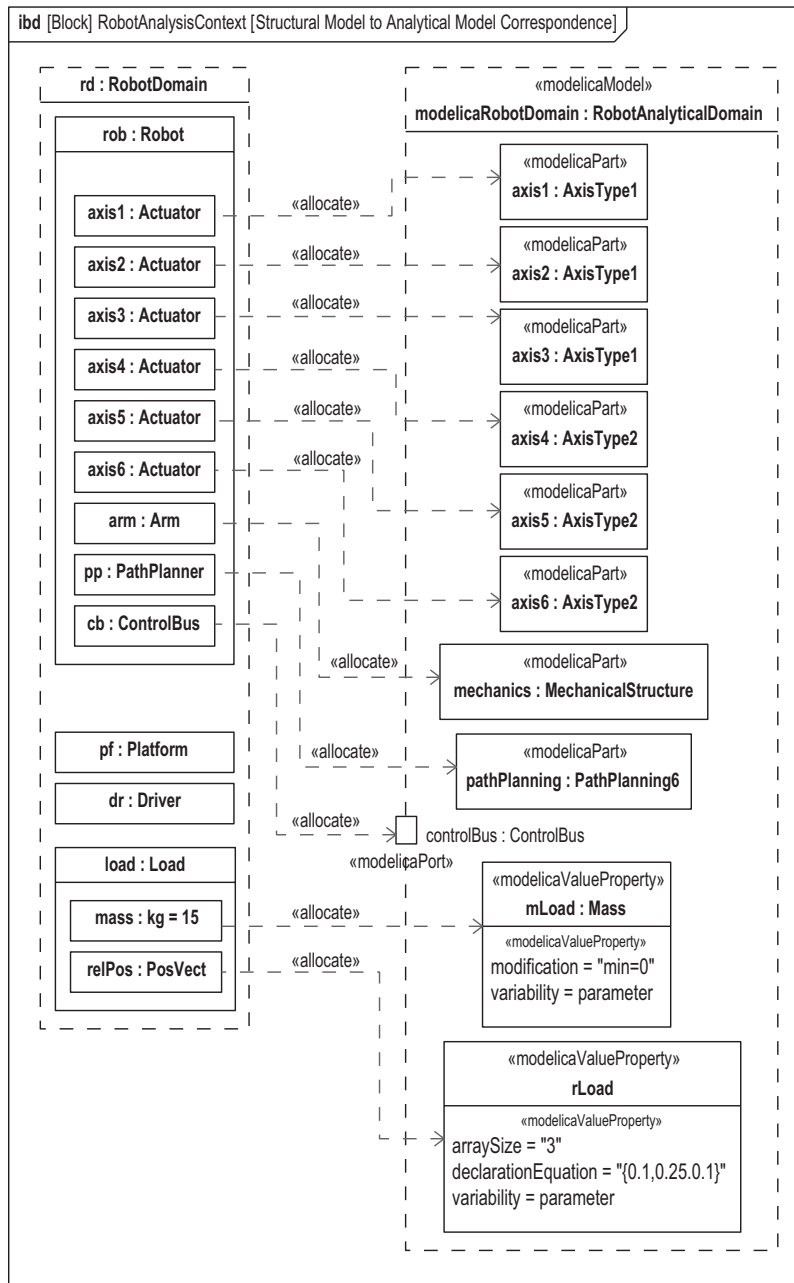 ibd [Block] RobotAnalysisContext [Structural Model to Analytical Model Correspondence]
rd : RobotDomain
rob : Robot
axis1 : Actuator
axis2 : Actuator
axis3 : Actuator
axis4 : Actuator
axis5 : Actuator
axis6 : Actuator
arm : Arm
pp : PathPlanner
cb : ControlBus
pf : Platform
dr : Driver
load : Load
mass : kg = 15
relPos : PosVect
«allocate»
«allocate»
«allocate»
«allocate»
«allocate»
«allocate»
«allocate»
«allocate»
«allocate»
«allocate»
«allocate»
«modelicaModel»
modelicaRobotDomain : RobotAnalyticalDomain
«modelicaPart»
axis1 : AxisType1
«modelicaPart»
axis2 : AxisType1
«modelicaPart»
axis3 : AxisType1
«modelicaPart»
axis4 : AxisType2
«modelicaPart»
axis5 : AxisType2
«modelicaPart»
axis6 : AxisType2
«modelicaPart»
mechanics : MechanicalStructure
«modelicaPart»
pathPlanning : PathPlanning6
controlBus : ControlBus
«modelicaPort»
«modelicaValueProperty»
mLoad : Mass
«modelicaValueProperty»
modification = "min=0"
variability = parameter
«modelicaValueProperty»
rLoad
«modelicaValueProperty»
arraySize = "3"
declarationEquation = "{0.1,0.25.0.1}"
variability = parameter